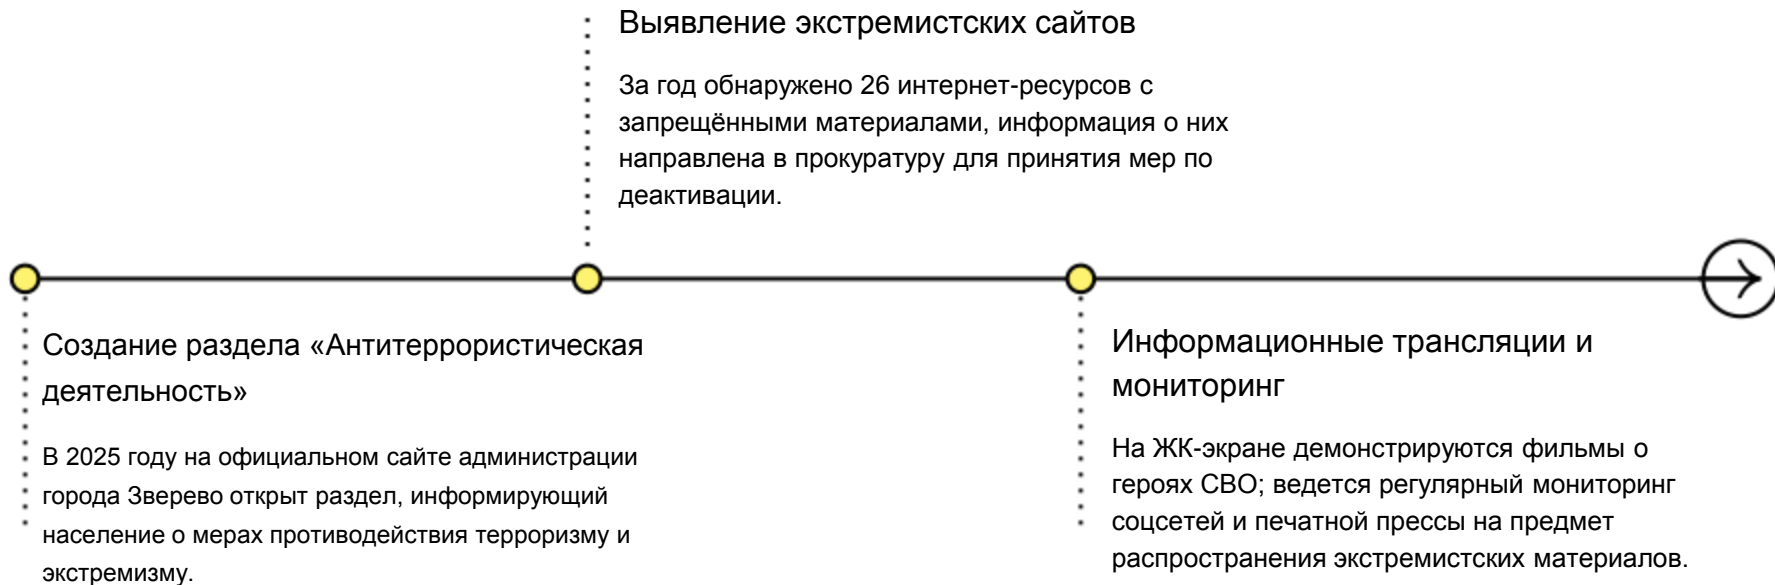 Выявление экстремистских сайтов
За год обнаружено 26 интернет-ресурсов с
запрещёнными материалами, информация о них
направлена в прокуратуру для принятия мер по
деактивации.
Создание раздела «Антитеррористическая
деятельность»
В 2025 году на официальном сайте администрации
города Зверево открыт раздел, информирующий
население о мерах противодействия терроризму и
экстремизму.
Информационные трансляции и
мониторинг
На ЖК-экране демонстрируются фильмы о
героях СВО; ведется регулярный мониторинг
соцсетей и печатной прессы на предмет
распространения экстремистских материалов.